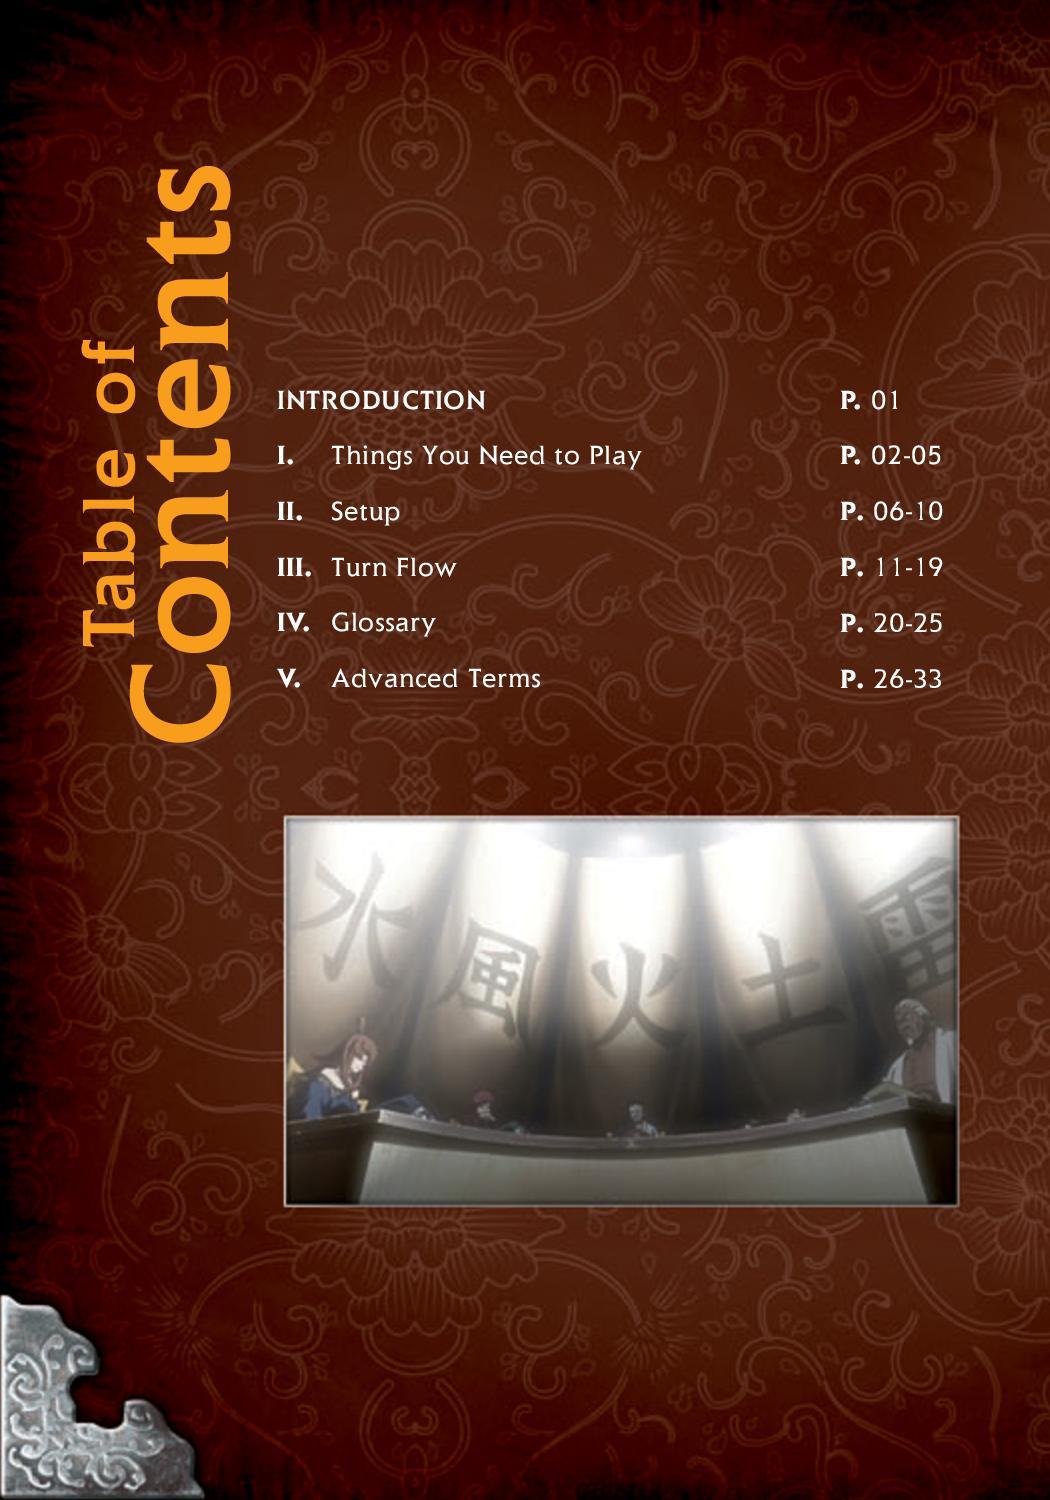 Table of
Contents
INTRODUCTION P. 01
I. Things You Need to Play P. 02-05
II. Setup P. 06-10
III. Turn Flow P. 11-19
IV. Glossary P. 20-25
V. Advanced Terms P. 26-33
水 風 火 土 雷